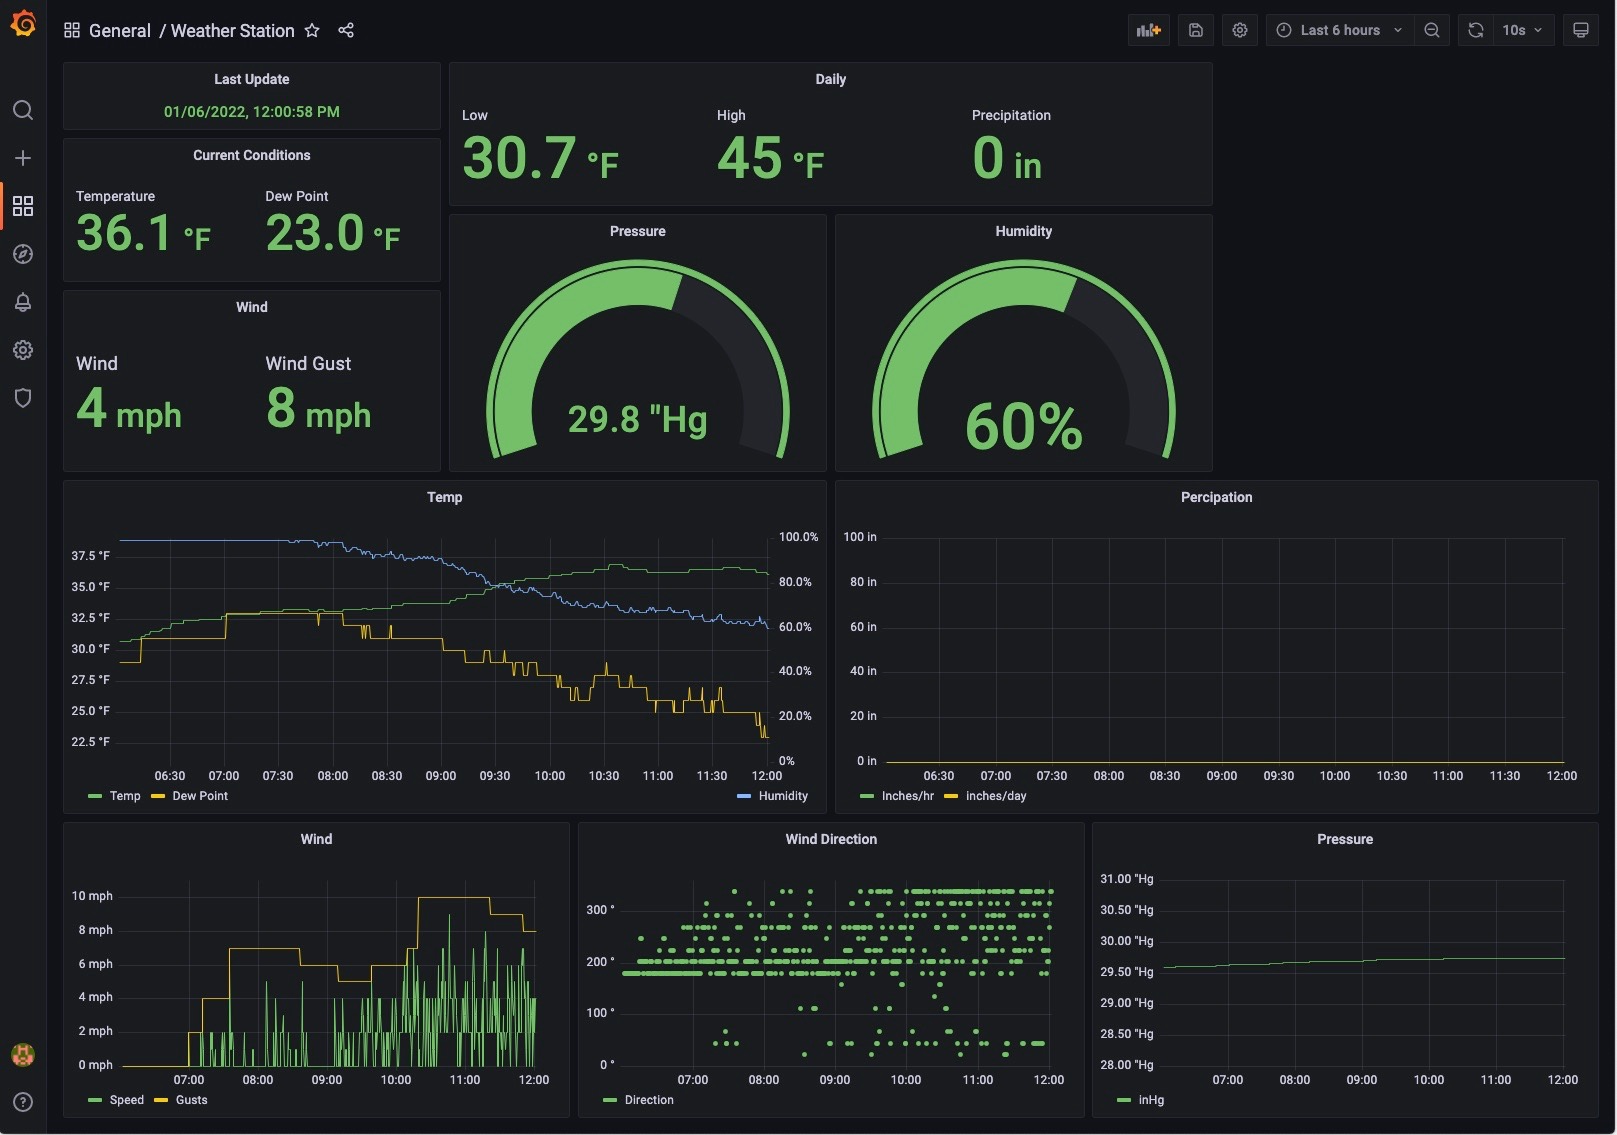 General / Weather Station
Last 6 hours
10s
Last Update
01/06/2022, 12:00:58 PM
Current Conditions
Temperature
36.1 °F
Dew Point
23.0 °F
Daily
Low
30.7 °F
High
45 °F
Precipitation
0 in
Wind
Wind
4 mph
Wind Gust
8 mph
Pressure
29.8 "Hg
Humidity
60%
Temp
37.5 °F
35.0 °F
32.5 °F
30.0 °F
27.5 °F
25.0 °F
22.5 °F
100.0%
80.0%
60.0%
40.0%
20.0%
0%
06:30 07:00 07:30 08:00 08:30 09:00 09:30 10:00 10:30 11:00 11:30 12:00
Temp Dew Point Humidity
Percipation
100 in
80 in
60 in
40 in
20 in
0 in
06:30 07:00 07:30 08:00 08:30 09:00 09:30 10:00 10:30 11:00 11:30 12:00
Inches/hr inches/day
Wind
10 mph
8 mph
6 mph
4 mph
2 mph
0 mph
07:00 08:00 09:00 10:00 11:00 12:00
Speed Gusts
Wind Direction
300 °
200 °
100 °
0 °
07:00 08:00 09:00 10:00 11:00 12:00
Direction
Pressure
31.00 "Hg
30.50 "Hg
30.00 "Hg
29.50 "Hg
29.00 "Hg
28.50 "Hg
28.00 "Hg
07:00 08:00 09:00 10:00 11:00 12:00
inHg